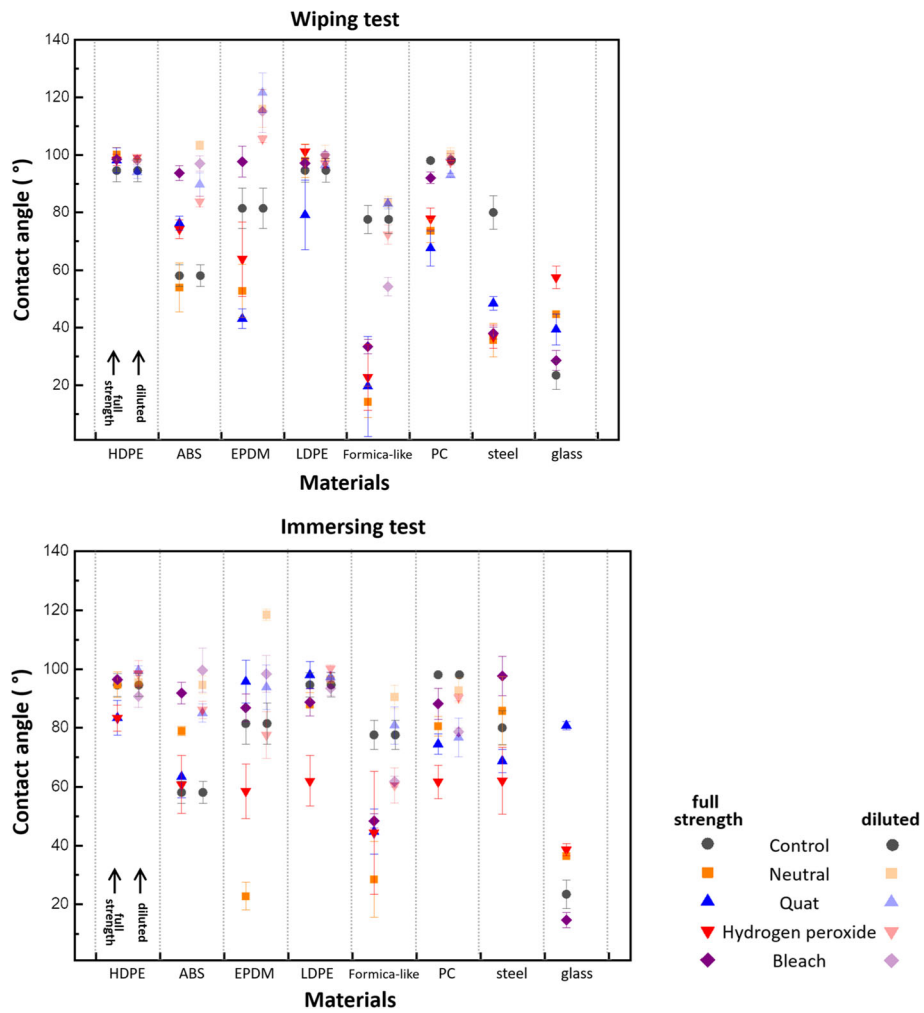 Wiping test
140
120
100
80
60
40
20
Contact angle ( ° )
full
strength
diluted
HDPE ABS EPDM LDPE Formica-like PC steel glass
Materials
Immersing test
140
120
100
80
60
40
20
Contact angle ( ° )
full
strength
diluted
HDPE ABS EPDM LDPE Formica-like PC steel glass
Materials
full
strength diluted
Control
Neutral
Quat
Hydrogen peroxide
Bleach